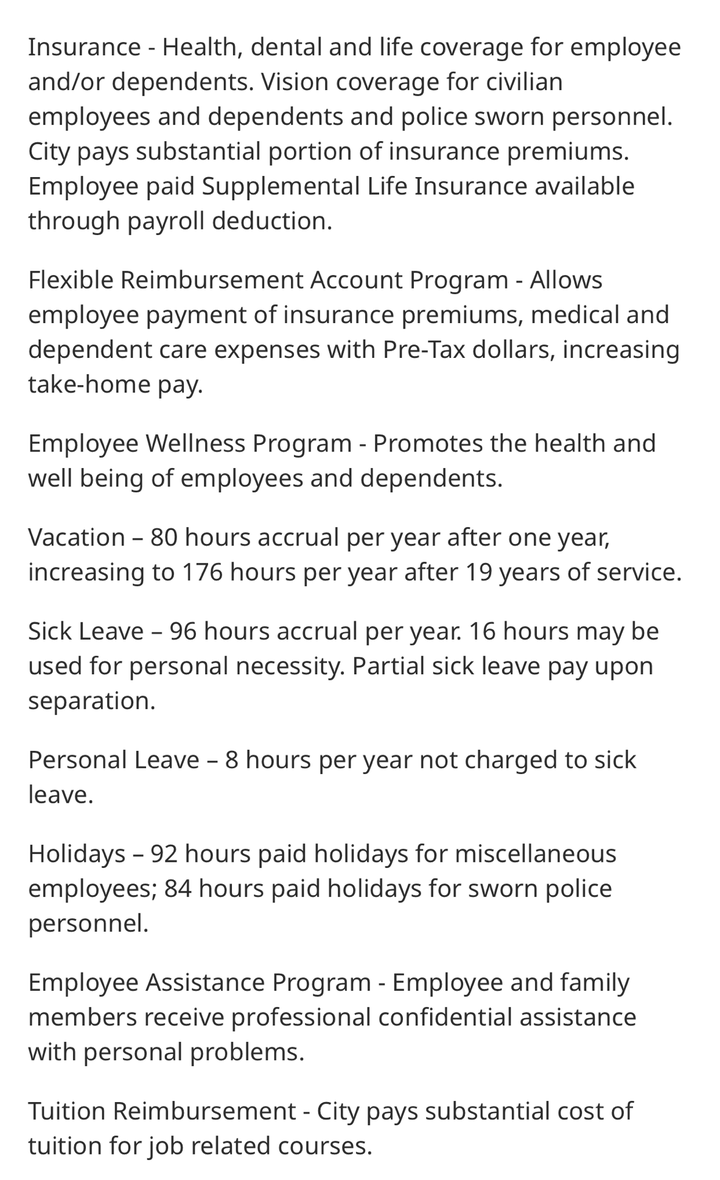 Insurance - Health, dental and life coverage for employee
and/or dependents. Vision coverage for civilian
employees and dependents and police sworn personnel.
City pays substantial portion of insurance premiums.
Employee paid Supplemental Life Insurance available
through payroll deduction.
Flexible Reimbursement Account Program - Allows
employee payment of insurance premiums, medical and
dependent care expenses with Pre-Tax dollars, increasing
take-home pay.
Employee Wellness Program - Promotes the health and
well being of employees and dependents.
Vacation – 80 hours accrual per year after one year,
increasing to 176 hours per year after 19 years of service.
Sick Leave – 96 hours accrual per year. 16 hours may be
used for personal necessity. Partial sick leave pay upon
separation.
Personal Leave – 8 hours per year not charged to sick
leave.
Holidays – 92 hours paid holidays for miscellaneous
employees; 84 hours paid holidays for sworn police
personnel.
Employee Assistance Program - Employee and family
members receive professional confidential assistance
with personal problems.
Tuition Reimbursement - City pays substantial cost of
tuition for job related courses.